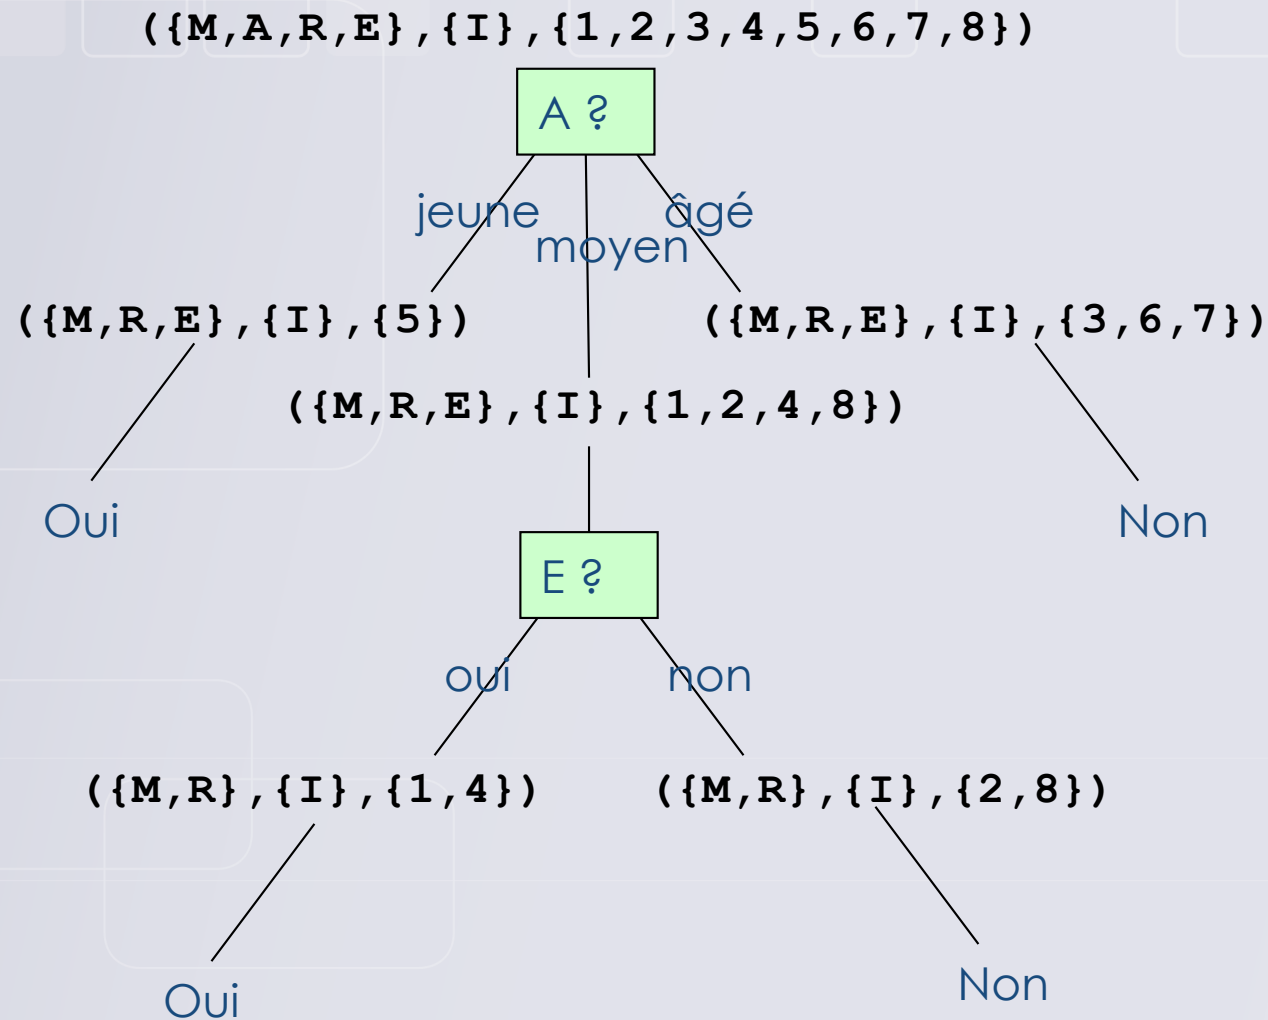 ({M,A,R,E},{I},{1,2,3,4,5,6,7,8})
A ?
jeune
moyen
âgé
({M,R,E},{I},{5})
({M,R,E},{I},{3,6,7})
({M,R,E},{I},{1,2,4,8})
Oui
Non
E ?
oui
non
({M,R},{I},{1,4})
({M,R},{I},{2,8})
Oui
Non